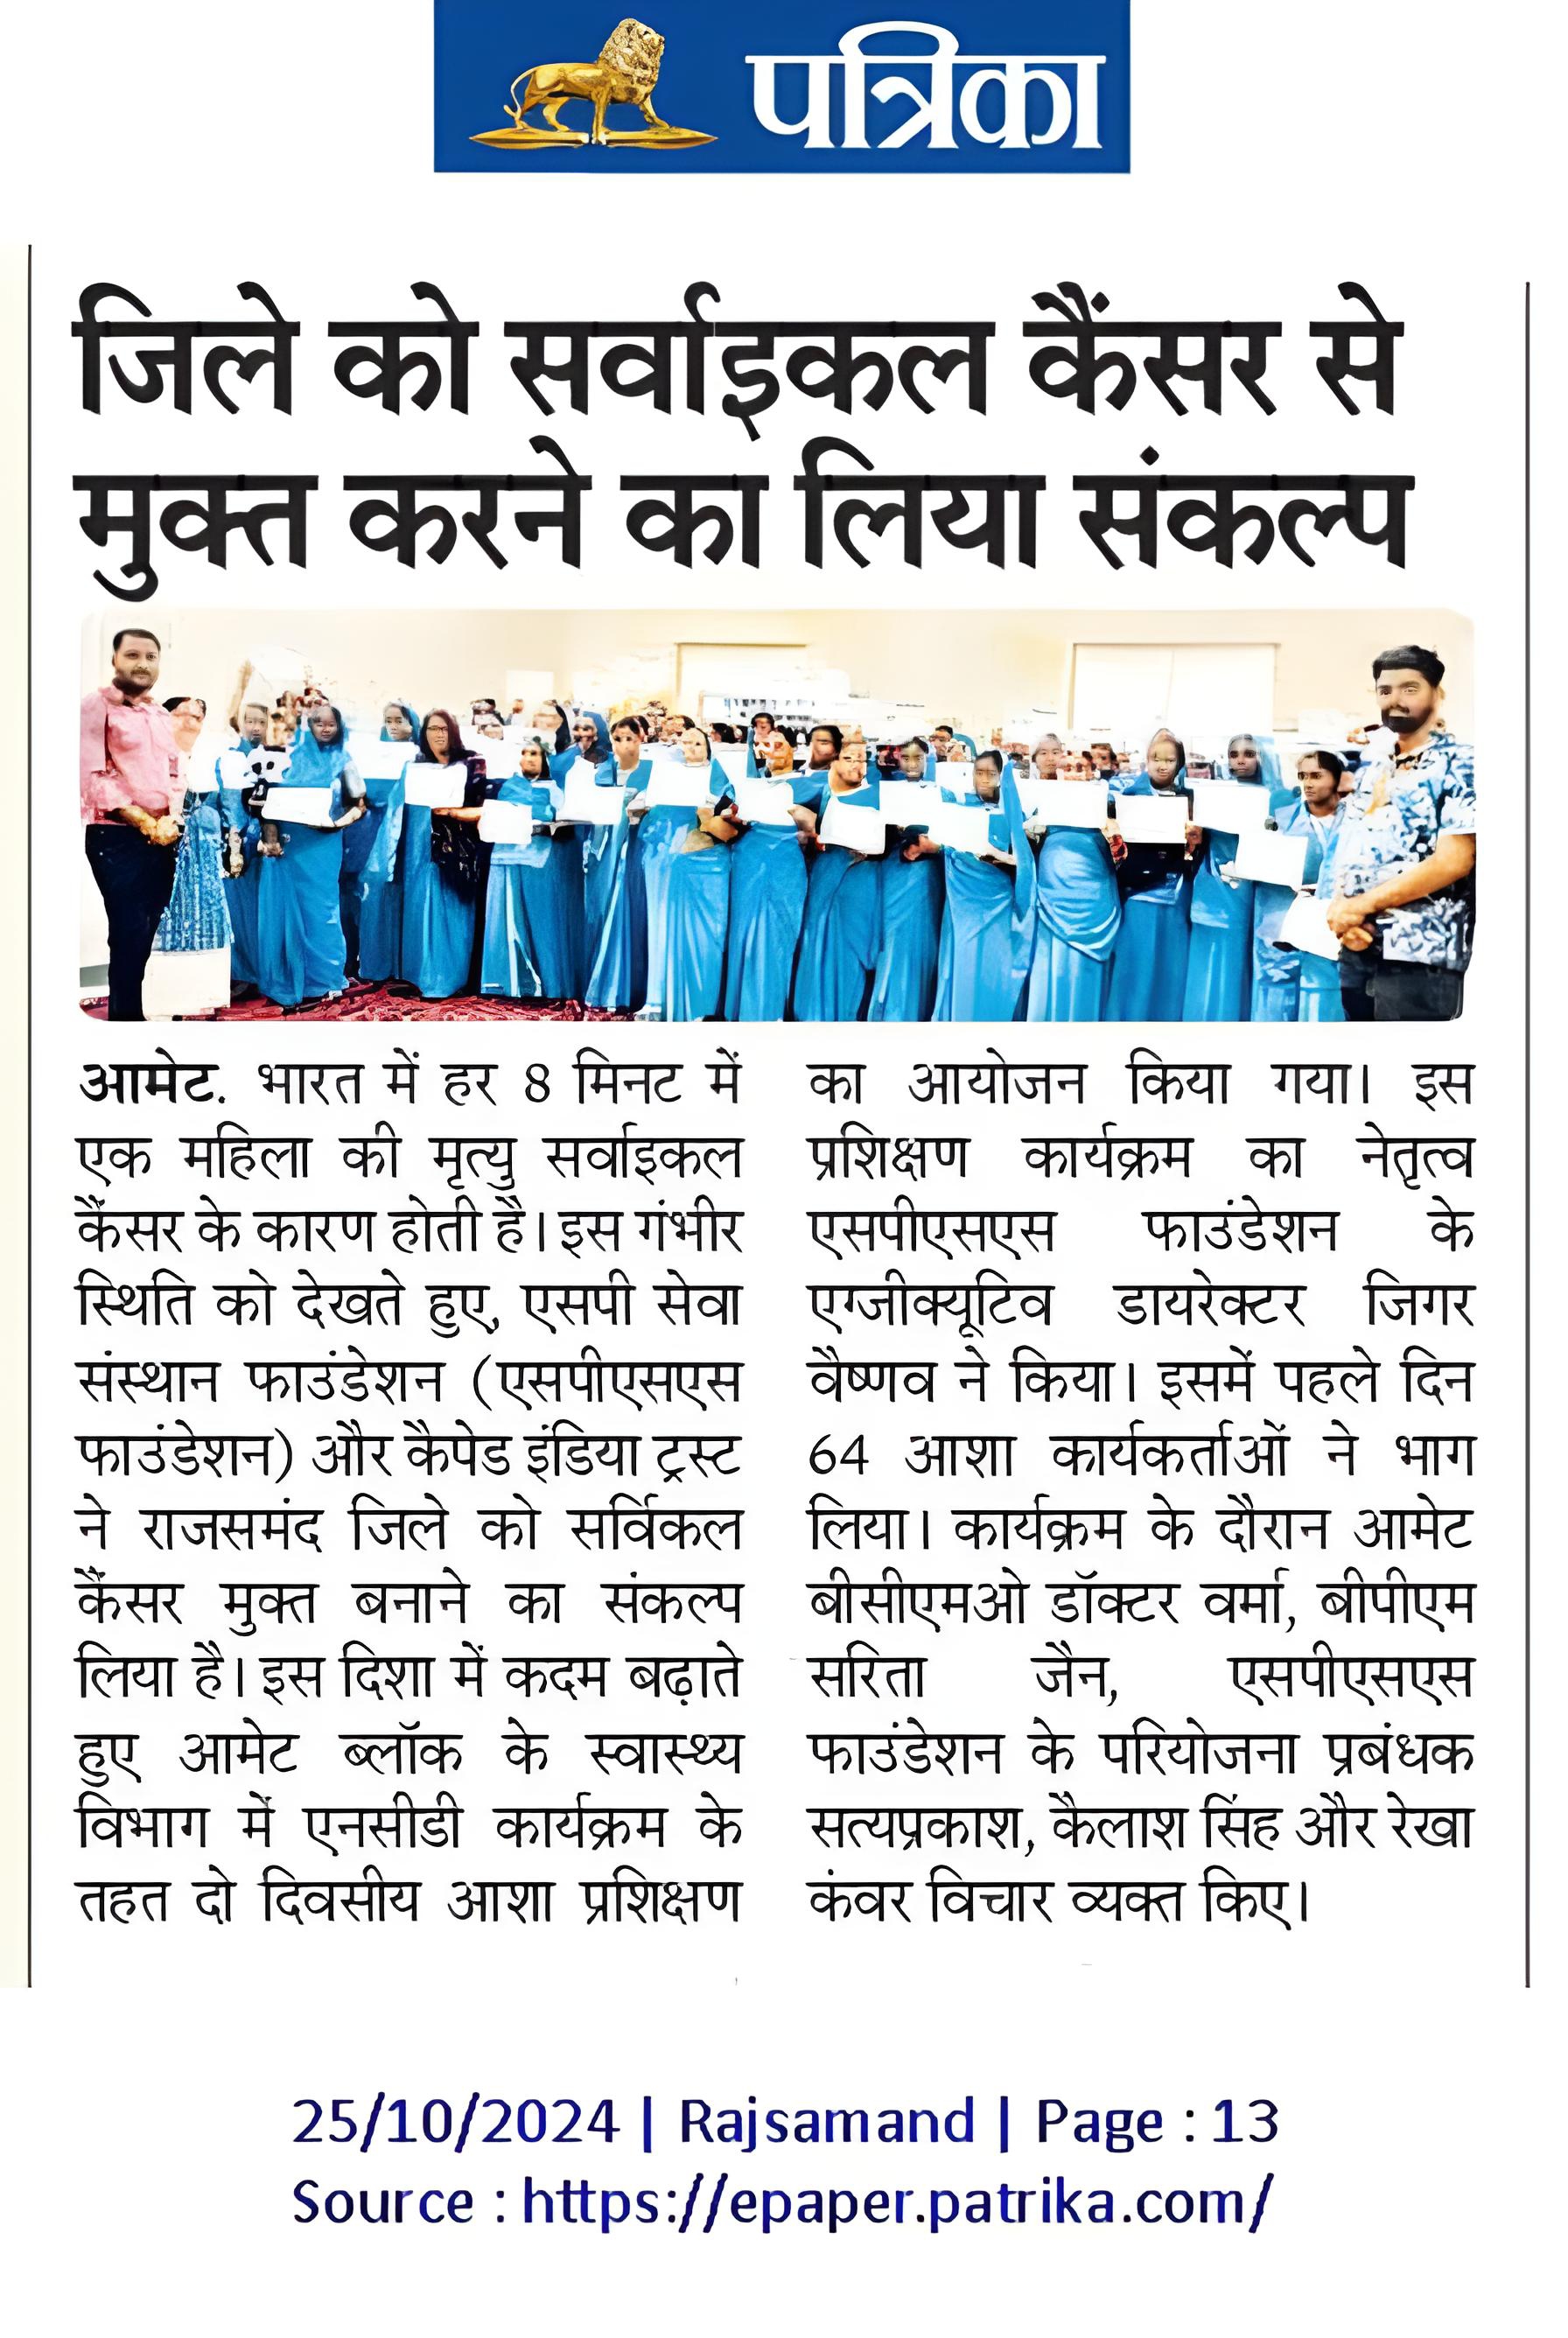 पत्रिका
जिले को सर्वाइकल कैंसर से
मुक्त करने का लिया संकल्प
आमेट. भारत में हर 8 मिनट में
एक महिला की मृत्यु सर्वाइकल
कैंसर के कारण होती है। इस गंभीर
स्थिति को देखते हुए, एसपी सेवा
संस्थान फाउंडेशन (एसपीएसएस
फाउंडेशन) और कैपेड इंडिया ट्रस्ट
ने राजसमंद जिले को सर्विकल
कैंसर मुक्त बनाने का संकल्प
लिया है। इस दिशा में कदम बढ़ाते
हुए आमेट ब्लॉक के स्वास्थ्य
विभाग में एनसीडी कार्यक्रम के
तहत दो दिवसीय आशा प्रशिक्षण
का आयोजन किया गया। इस
प्रशिक्षण कार्यक्रम का नेतृत्व
एसपीएसएस फाउंडेशन के
एग्जीक्यूटिव डायरेक्टर जिगर
वैष्णव ने किया। इसमें पहले दिन
64 आशा कार्यकर्ताओं ने भाग
लिया। कार्यक्रम के दौरान आमेट
बीसीएमओ डॉक्टर वर्मा, बीपीएम
सरिता जैन, एसपीएसएस
फाउंडेशन के परियोजना प्रबंधक
सत्यप्रकाश, कैलाश सिंह और रेखा
कंवर विचार व्यक्त किए।
25/10/2024 | Rajsamand | Page : 13
Source : https://epaper.patrika.com/